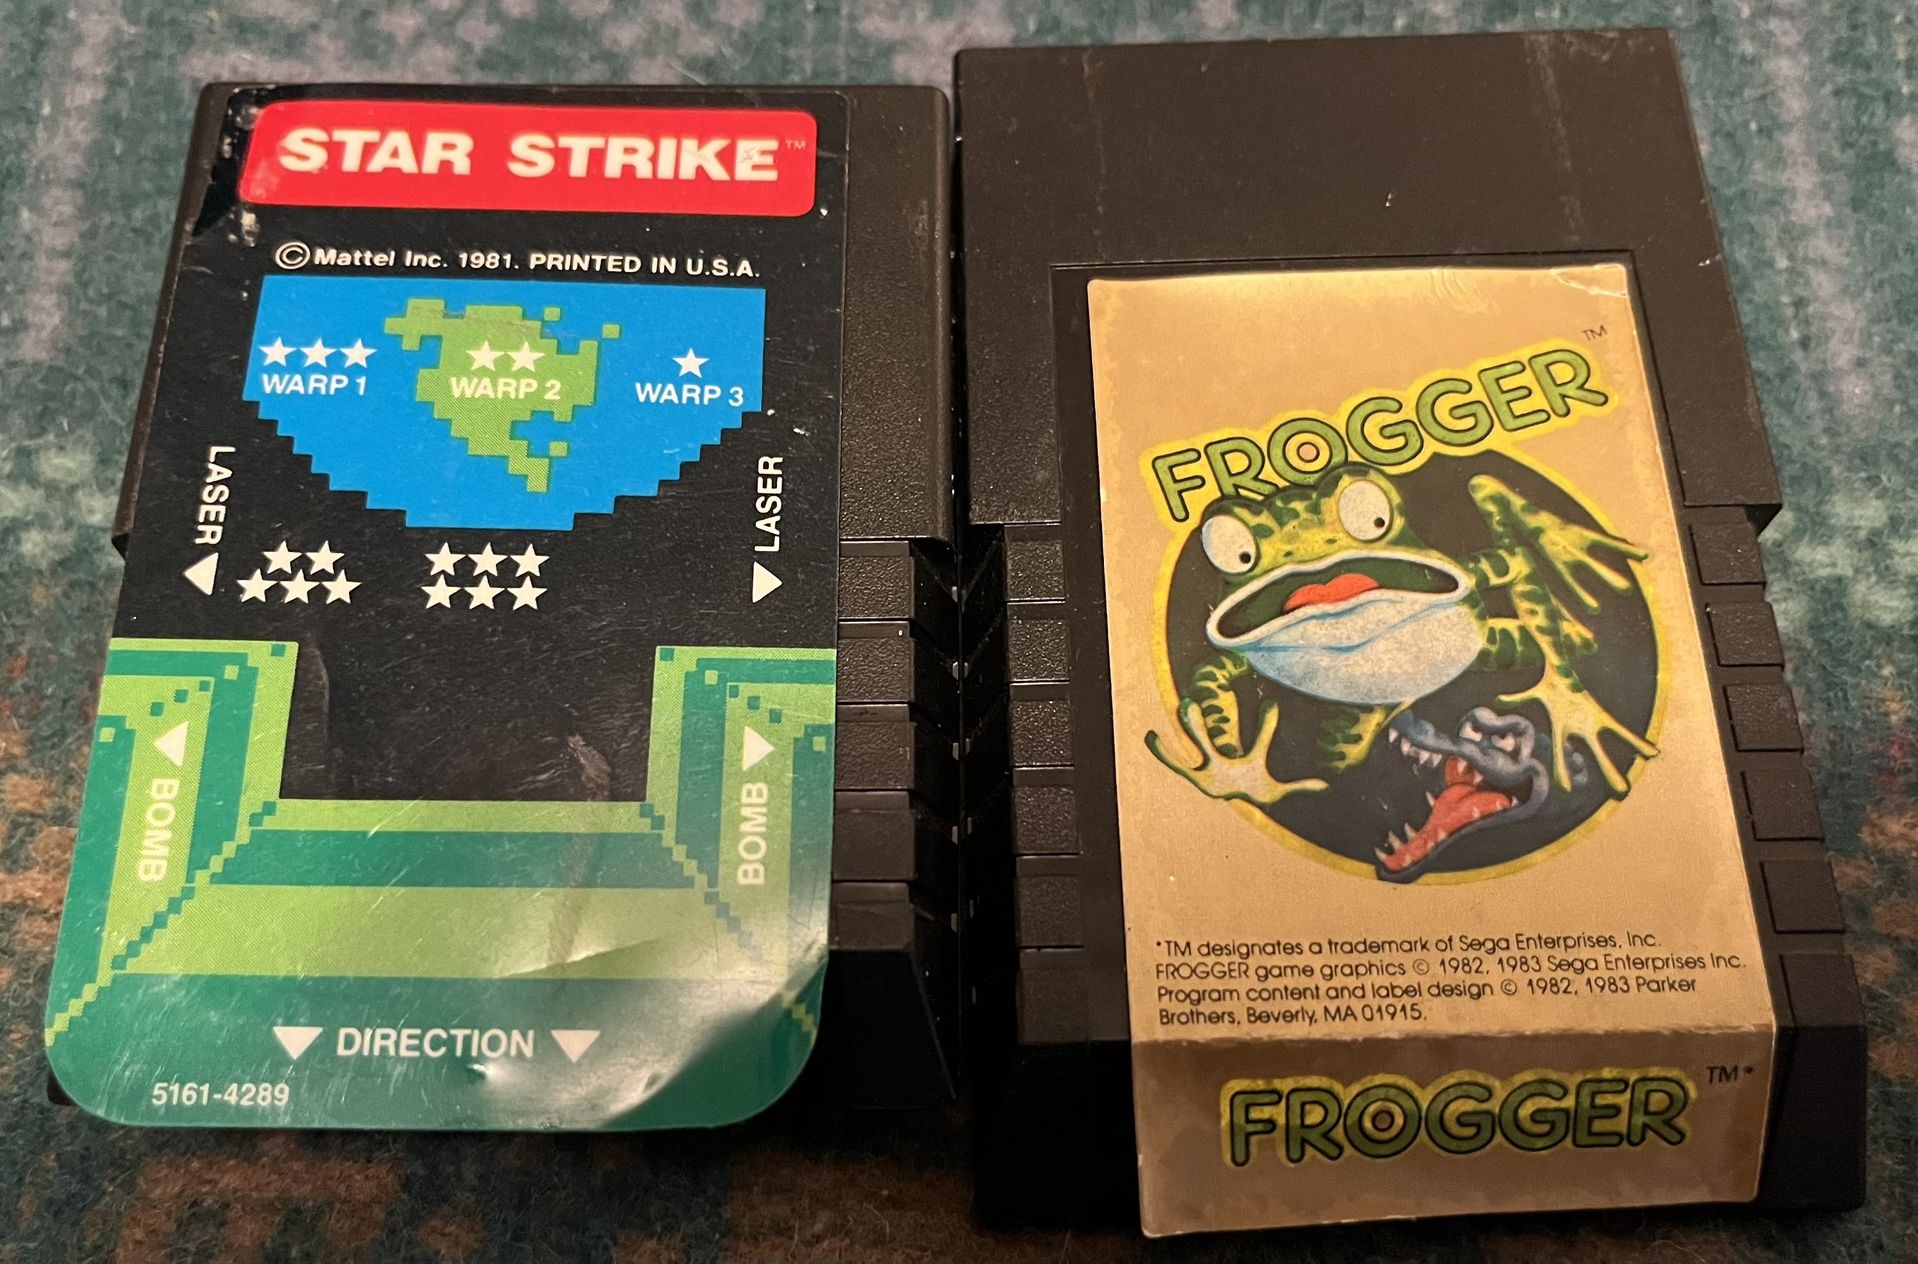 STAR STRIKE™
©Mattel Inc. 1981. PRINTED IN U.S.A.
WARP 1
WARP 2
WARP 3
LASER
LASER
BOMB
BOMB
DIRECTION
5161-4289
FROGGER™
*TM designates a trademark of Sega Enterprises, Inc.
FROGGER game graphics © 1982, 1983 Sega Enterprises Inc.
Program content and label design © 1982, 1983 Parker
Brothers, Beverly, MA 01915.
FROGGER™*